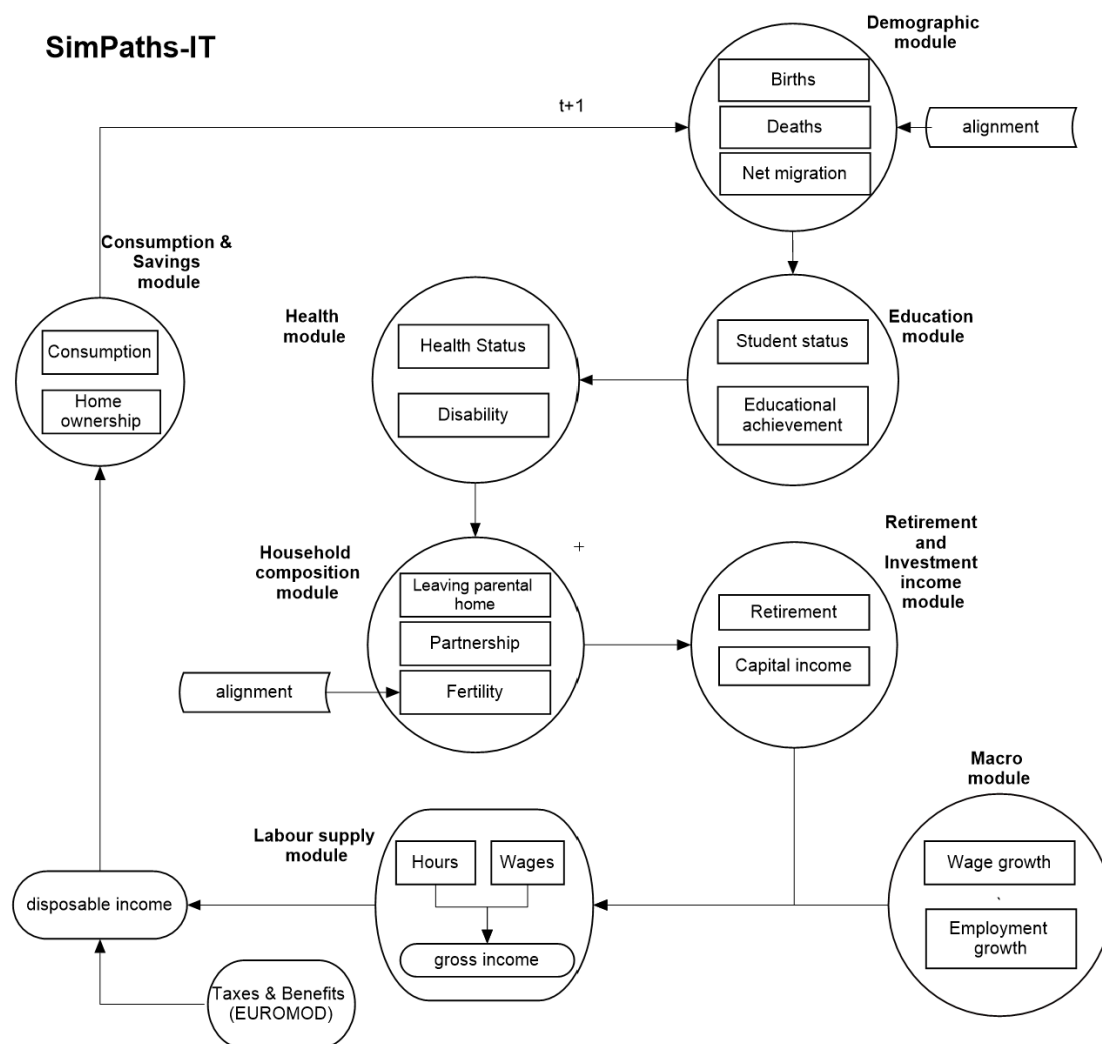 SimPaths-IT
Demographic
module
Births
Deaths
Net migration
t+1
alignment
Consumption &
Savings
module
Consumption
Home
ownership
Health
module
Health Status
Disability
Education
module
Student status
Educational
achievement
Household
composition
module
Leaving parental
home
Partnership
Fertility
alignment
Retirement
and
Investment
income
module
Retirement
Capital income
Macro
module
Wage growth
Employment
growth
Labour supply
module
Hours
Wages
gross income
disposable income
Taxes & Benefits
(EUROMOD)